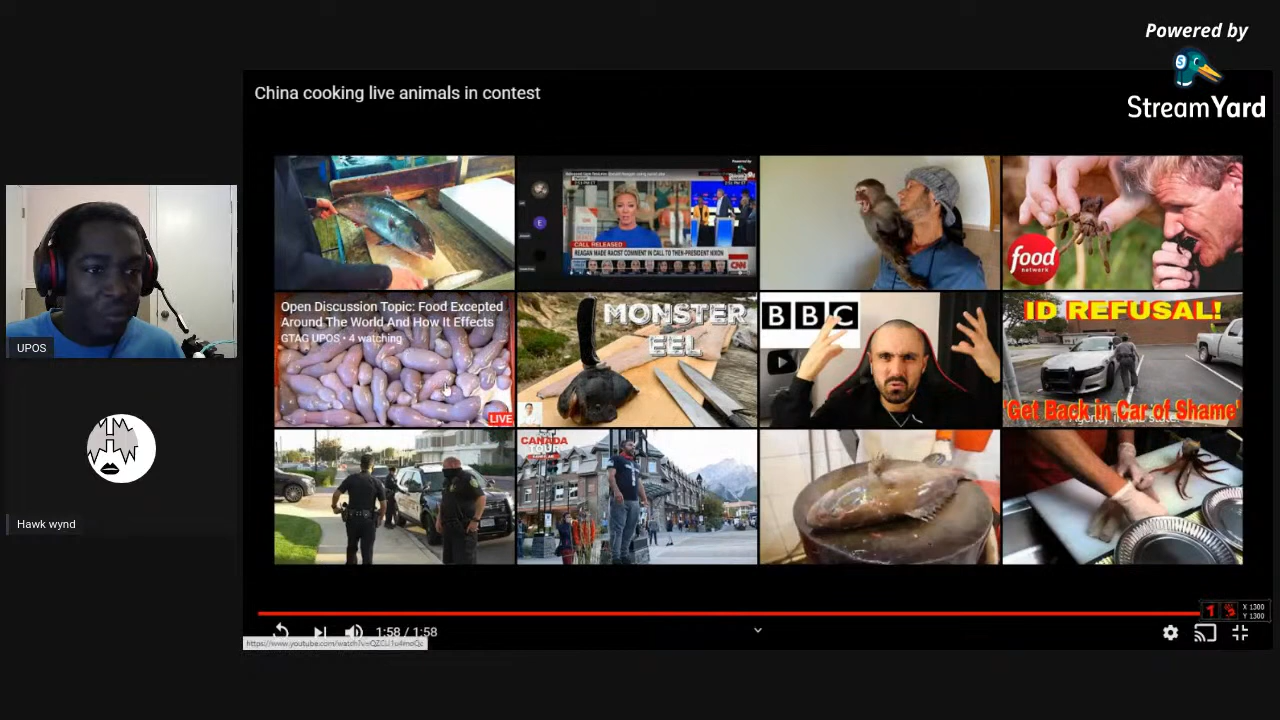 Powered by
S
StreamYard
China cooking live animals in contest
UPOS
Hawk wynd
CALL RELEASED
REAGAN MADE RACIST COMMENT IN CALL TO THEN-PRESIDENT NIXON
CNN
food
network
Open Discussion Topic: Food Excepted
Around The World And How It Effects
GTAG UPOS • 4 watching
LIVE
MONSTER
EEL
BBC
ID REFUSAL!
'Get Back in Car of Shame'
CANADA
TOUR
1:58 / 1:58
X 1300
Y 1300